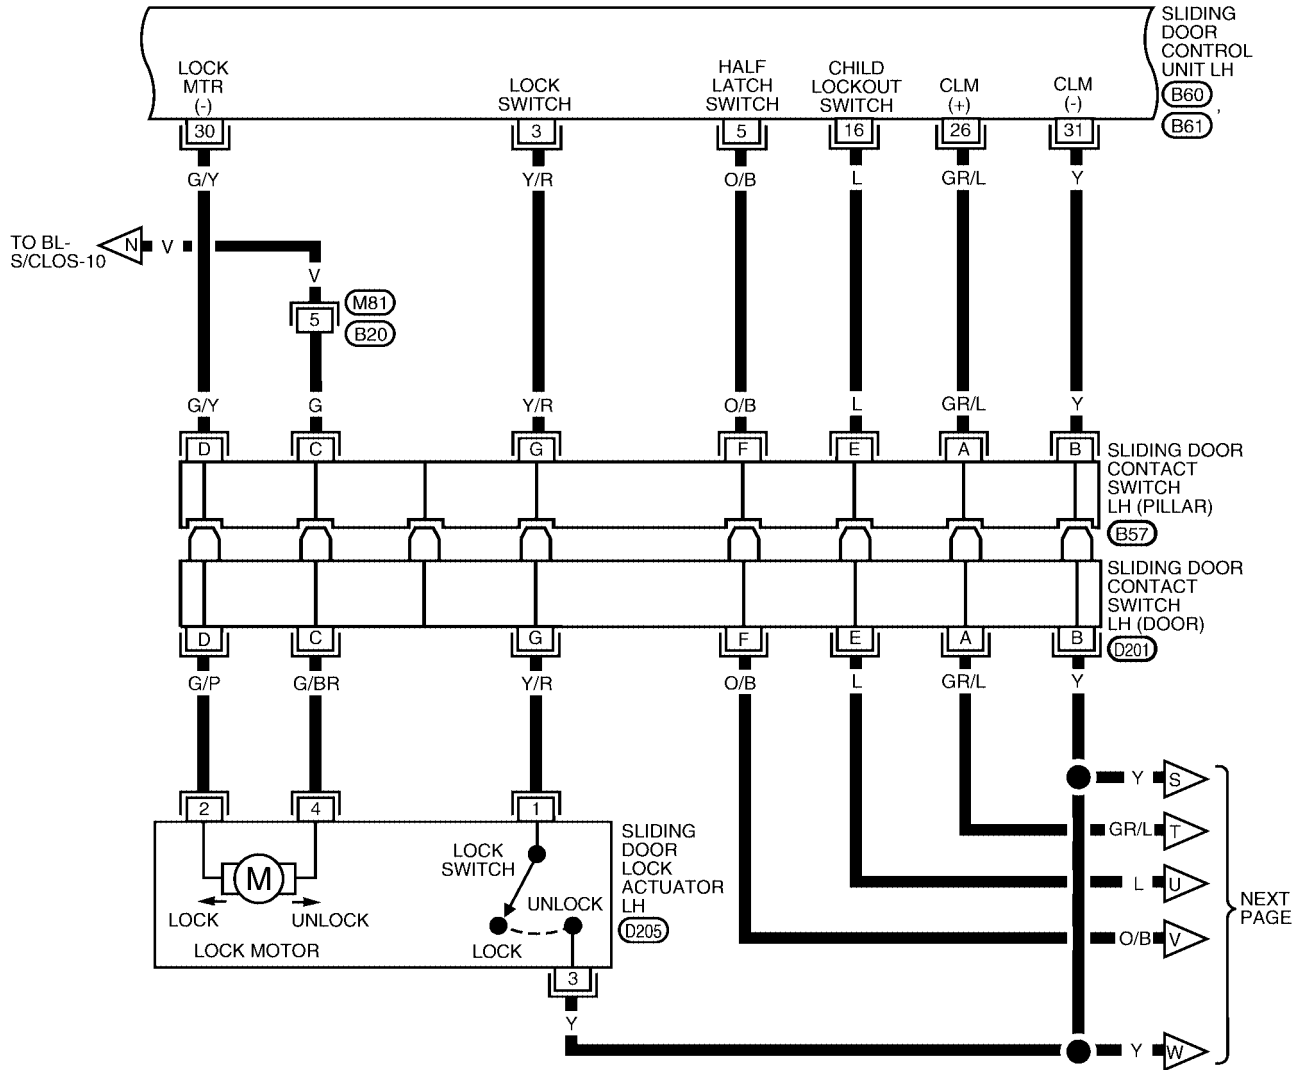 SLIDING
DOOR
CONTROL
UNIT LH
B60 ,
B61
LOCK
MTR
(-)
LOCK
SWITCH
HALF
LATCH
SWITCH
CHILD
LOCKOUT
SWITCH
CLM
(+)
CLM
(-)
30 3 5 16 26 31
G/Y Y/R O/B L GR/L Y
TO BL-
S/CLOS-10
N V
V
M81
5
B20
G/Y G Y/R O/B L GR/L Y
D C G F E A B
SLIDING DOOR
CONTACT
SWITCH
LH (PILLAR)
B57
SLIDING DOOR
CONTACT
SWITCH
LH (DOOR)
D201
D C G F E A B
G/P G/BR Y/R O/B L GR/L Y
Y S
2 4 1
GR/L T
SLIDING
DOOR
LOCK
ACTUATOR
LH
D205
LOCK
SWITCH
M
L U
LOCK UNLOCK
UNLOCK
LOCK
LOCK MOTOR
NEXT
PAGE
O/B V
3
Y
Y W